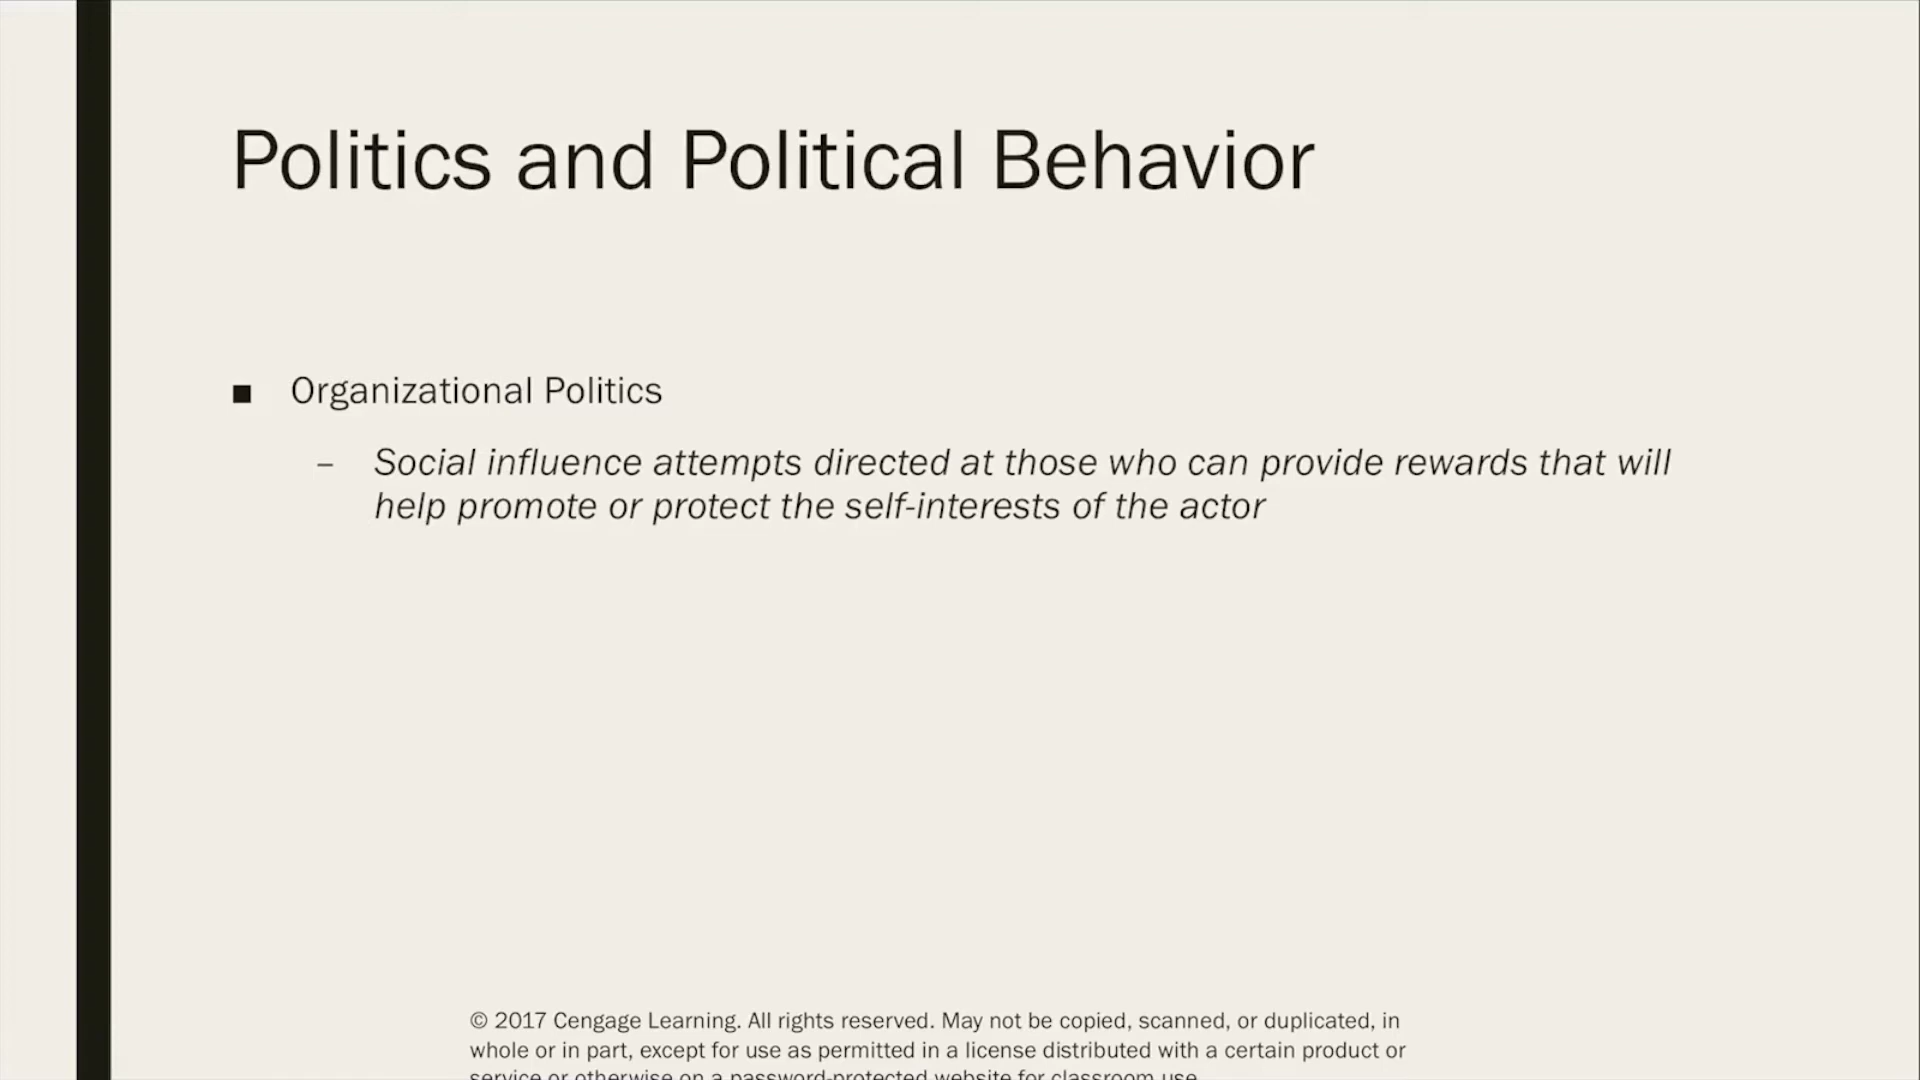 Politics and Political Behavior
■ Organizational Politics
– Social influence attempts directed at those who can provide rewards that will
help promote or protect the self-interests of the actor
© 2017 Cengage Learning. All rights reserved. May not be copied, scanned, or duplicated, in
whole or in part, except for use as permitted in a license distributed with a certain product or
service or otherwise on a password-protected website for classroom use